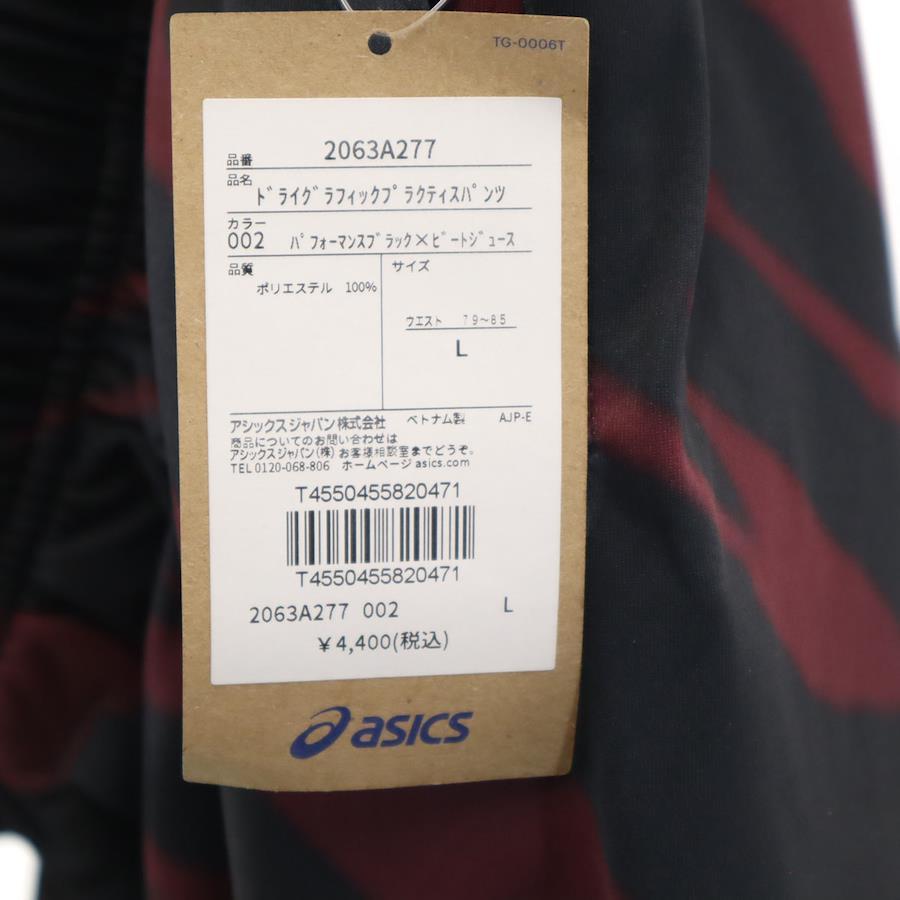 TG-0006T
品番 2063A277
品名
ﾄﾞﾗｲｸﾞﾗﾌｨｯｸﾌﾟﾗｸﾃｨｽﾊﾟﾝﾂ
カラー
002 ﾊﾟﾌｫｰﾏﾝｽﾌﾞﾗｯｸ×ﾋﾞｰﾄｼﾞｭｰｽ
品質 サイズ
ポリエステル 100%
ウエスト 79～85
L
アシックスジャパン株式会社 ベトナム製 AJP-E
商品についてのお問い合わせは
アシックスジャパン(株)お客様相談室までどうぞ。
TEL 0120-068-806 ホームページ asics.com
T4550455820471
T4550455820471
2063A277 002 L
¥4,400(税込)
asics